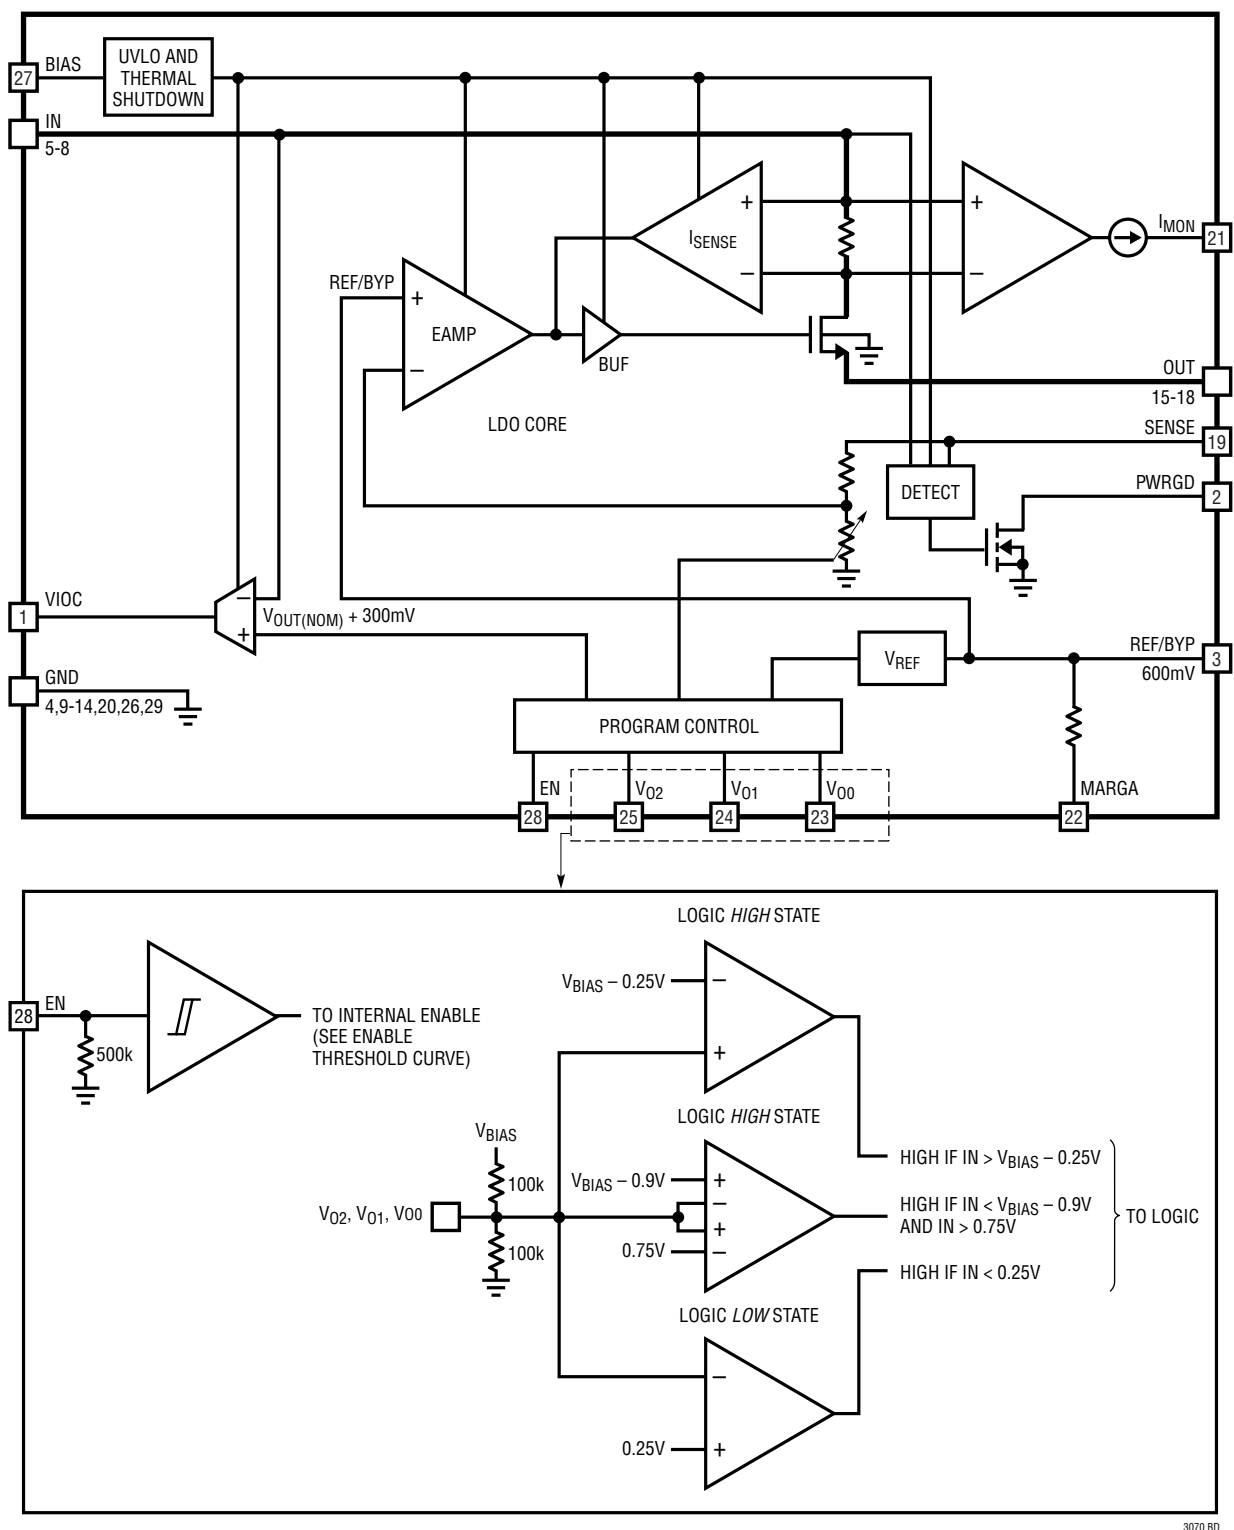 27
BIAS
UVLO AND
THERMAL
SHUTDOWN
IN
5-8
+
ISENSE
–
+
–
IMON
21
REF/BYP
+
EAMP
–
BUF
LDO CORE
OUT
15-18
SENSE
19
DETECT
PWRGD
2
1
VIOC
–
+
VOUT(NOM) + 300mV
VREF
REF/BYP
3
600mV
GND
4,9-14,20,26,29
PROGRAM CONTROL
EN
VO2
VO1
VO0
MARGA
28
25
24
23
22
LOGIC HIGH STATE
VBIAS – 0.25V
–
+
28
EN
500k
TO INTERNAL ENABLE
(SEE ENABLE
THRESHOLD CURVE)
LOGIC HIGH STATE
VBIAS
100k
VO2, VO1, VO0
100k
VBIAS – 0.9V
+
–
+
0.75V
–
HIGH IF IN > VBIAS – 0.25V
HIGH IF IN < VBIAS – 0.9V
AND IN > 0.75V
TO LOGIC
HIGH IF IN < 0.25V
LOGIC LOW STATE
–
0.25V
+
3070 BD